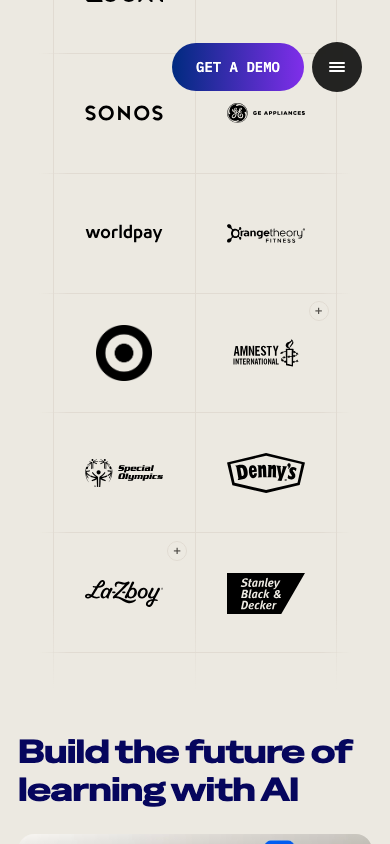 GET A DEMO
SONOS
GE APPLIANCES
worldpay
rangetheory
FITNESS
AMNESTY
INTERNATIONAL
Special
Olympics
Denny's
La-Z-boy
Stanley
Black &
Decker
Build the future of
learning with AI